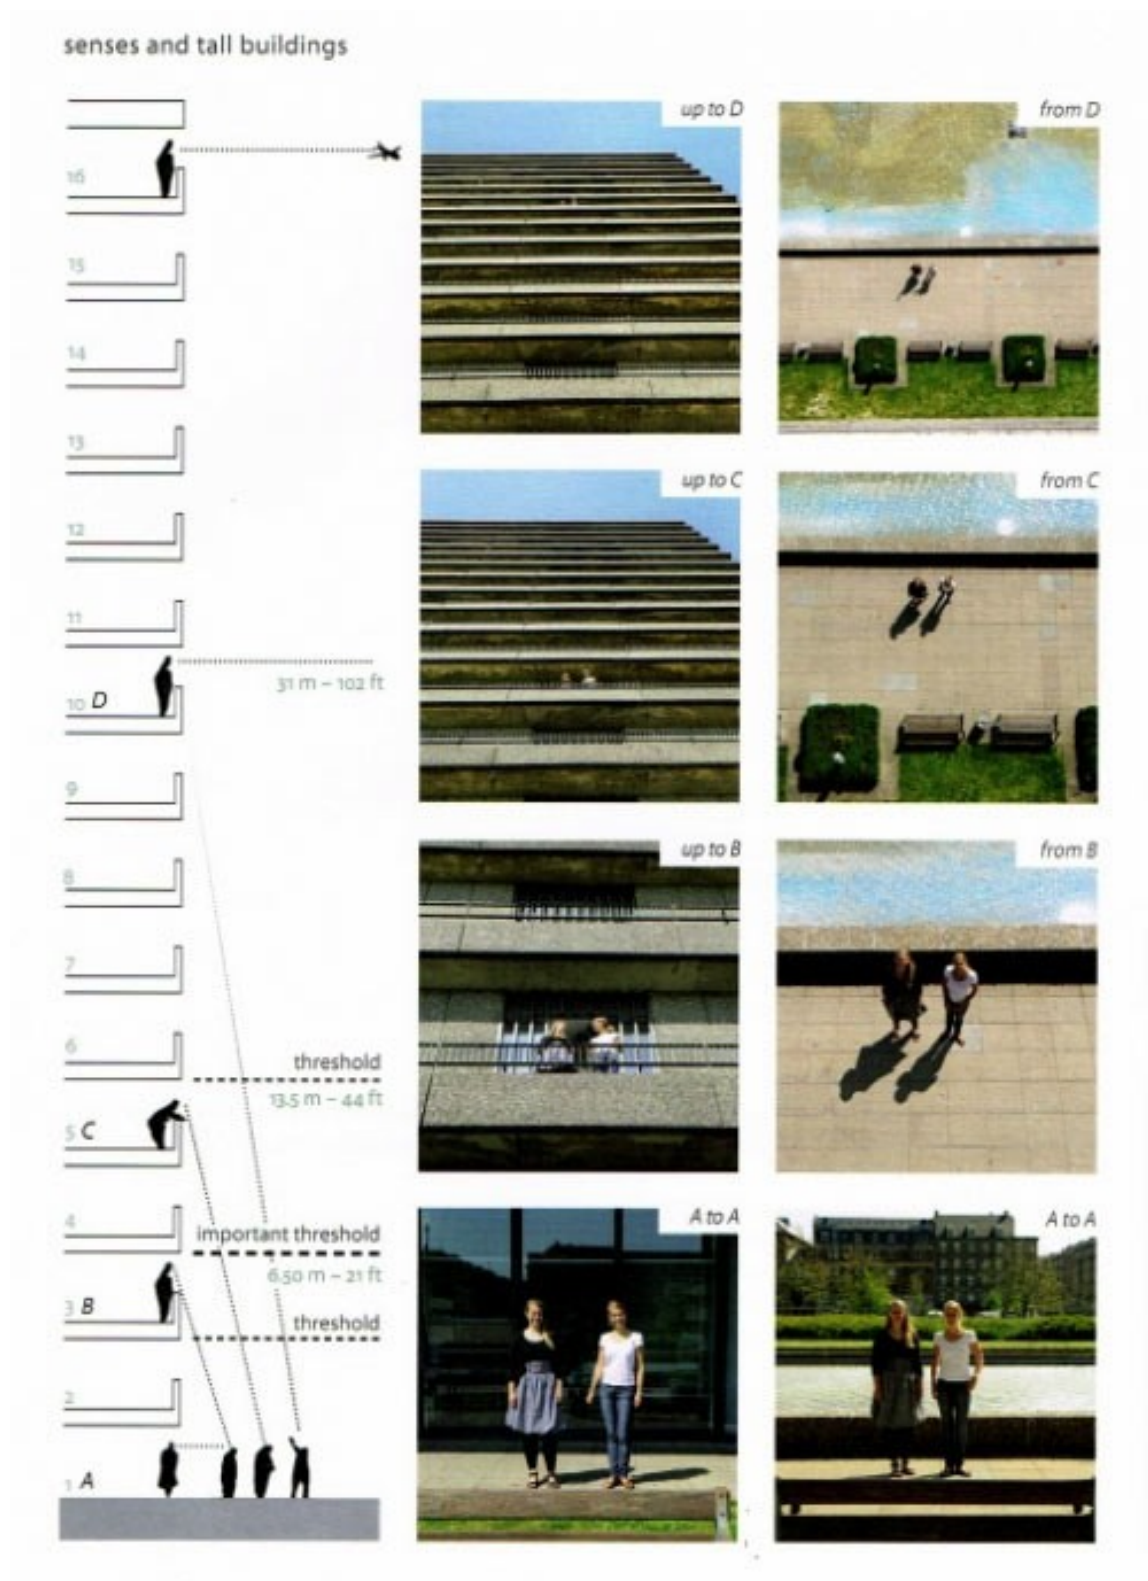 senses and tall buildings
up to D
from D
16
15
14
13
12
11
31 m – 102 ft
10 D
9
8
7
6
threshold
13.5 m – 44 ft
5 C
4
important threshold
6.50 m – 21 ft
3 B
threshold
2
1 A
up to C
from C
up to B
from B
A to A
A to A